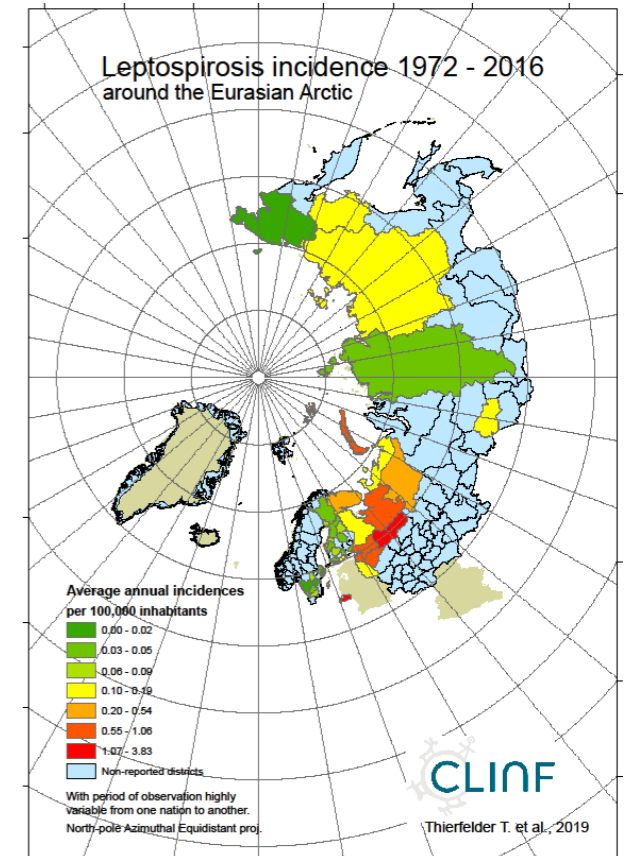 Leptospirosis incidence 1972 - 2016
around the Eurasian Arctic
Average annual incidences
per 100,000 inhabitants
0.00 - 0.02
0.03 - 0.05
0.06 - 0.09
0.10 - 0.19
0.20 - 0.54
0.55 - 1.06
1.07 - 3.83
Non-reported districts
With period of observation highly
variable from one nation to another.
North-pole Azimuthal Equidistant proj.
CLINF
Thierfelder T. et al., 2019